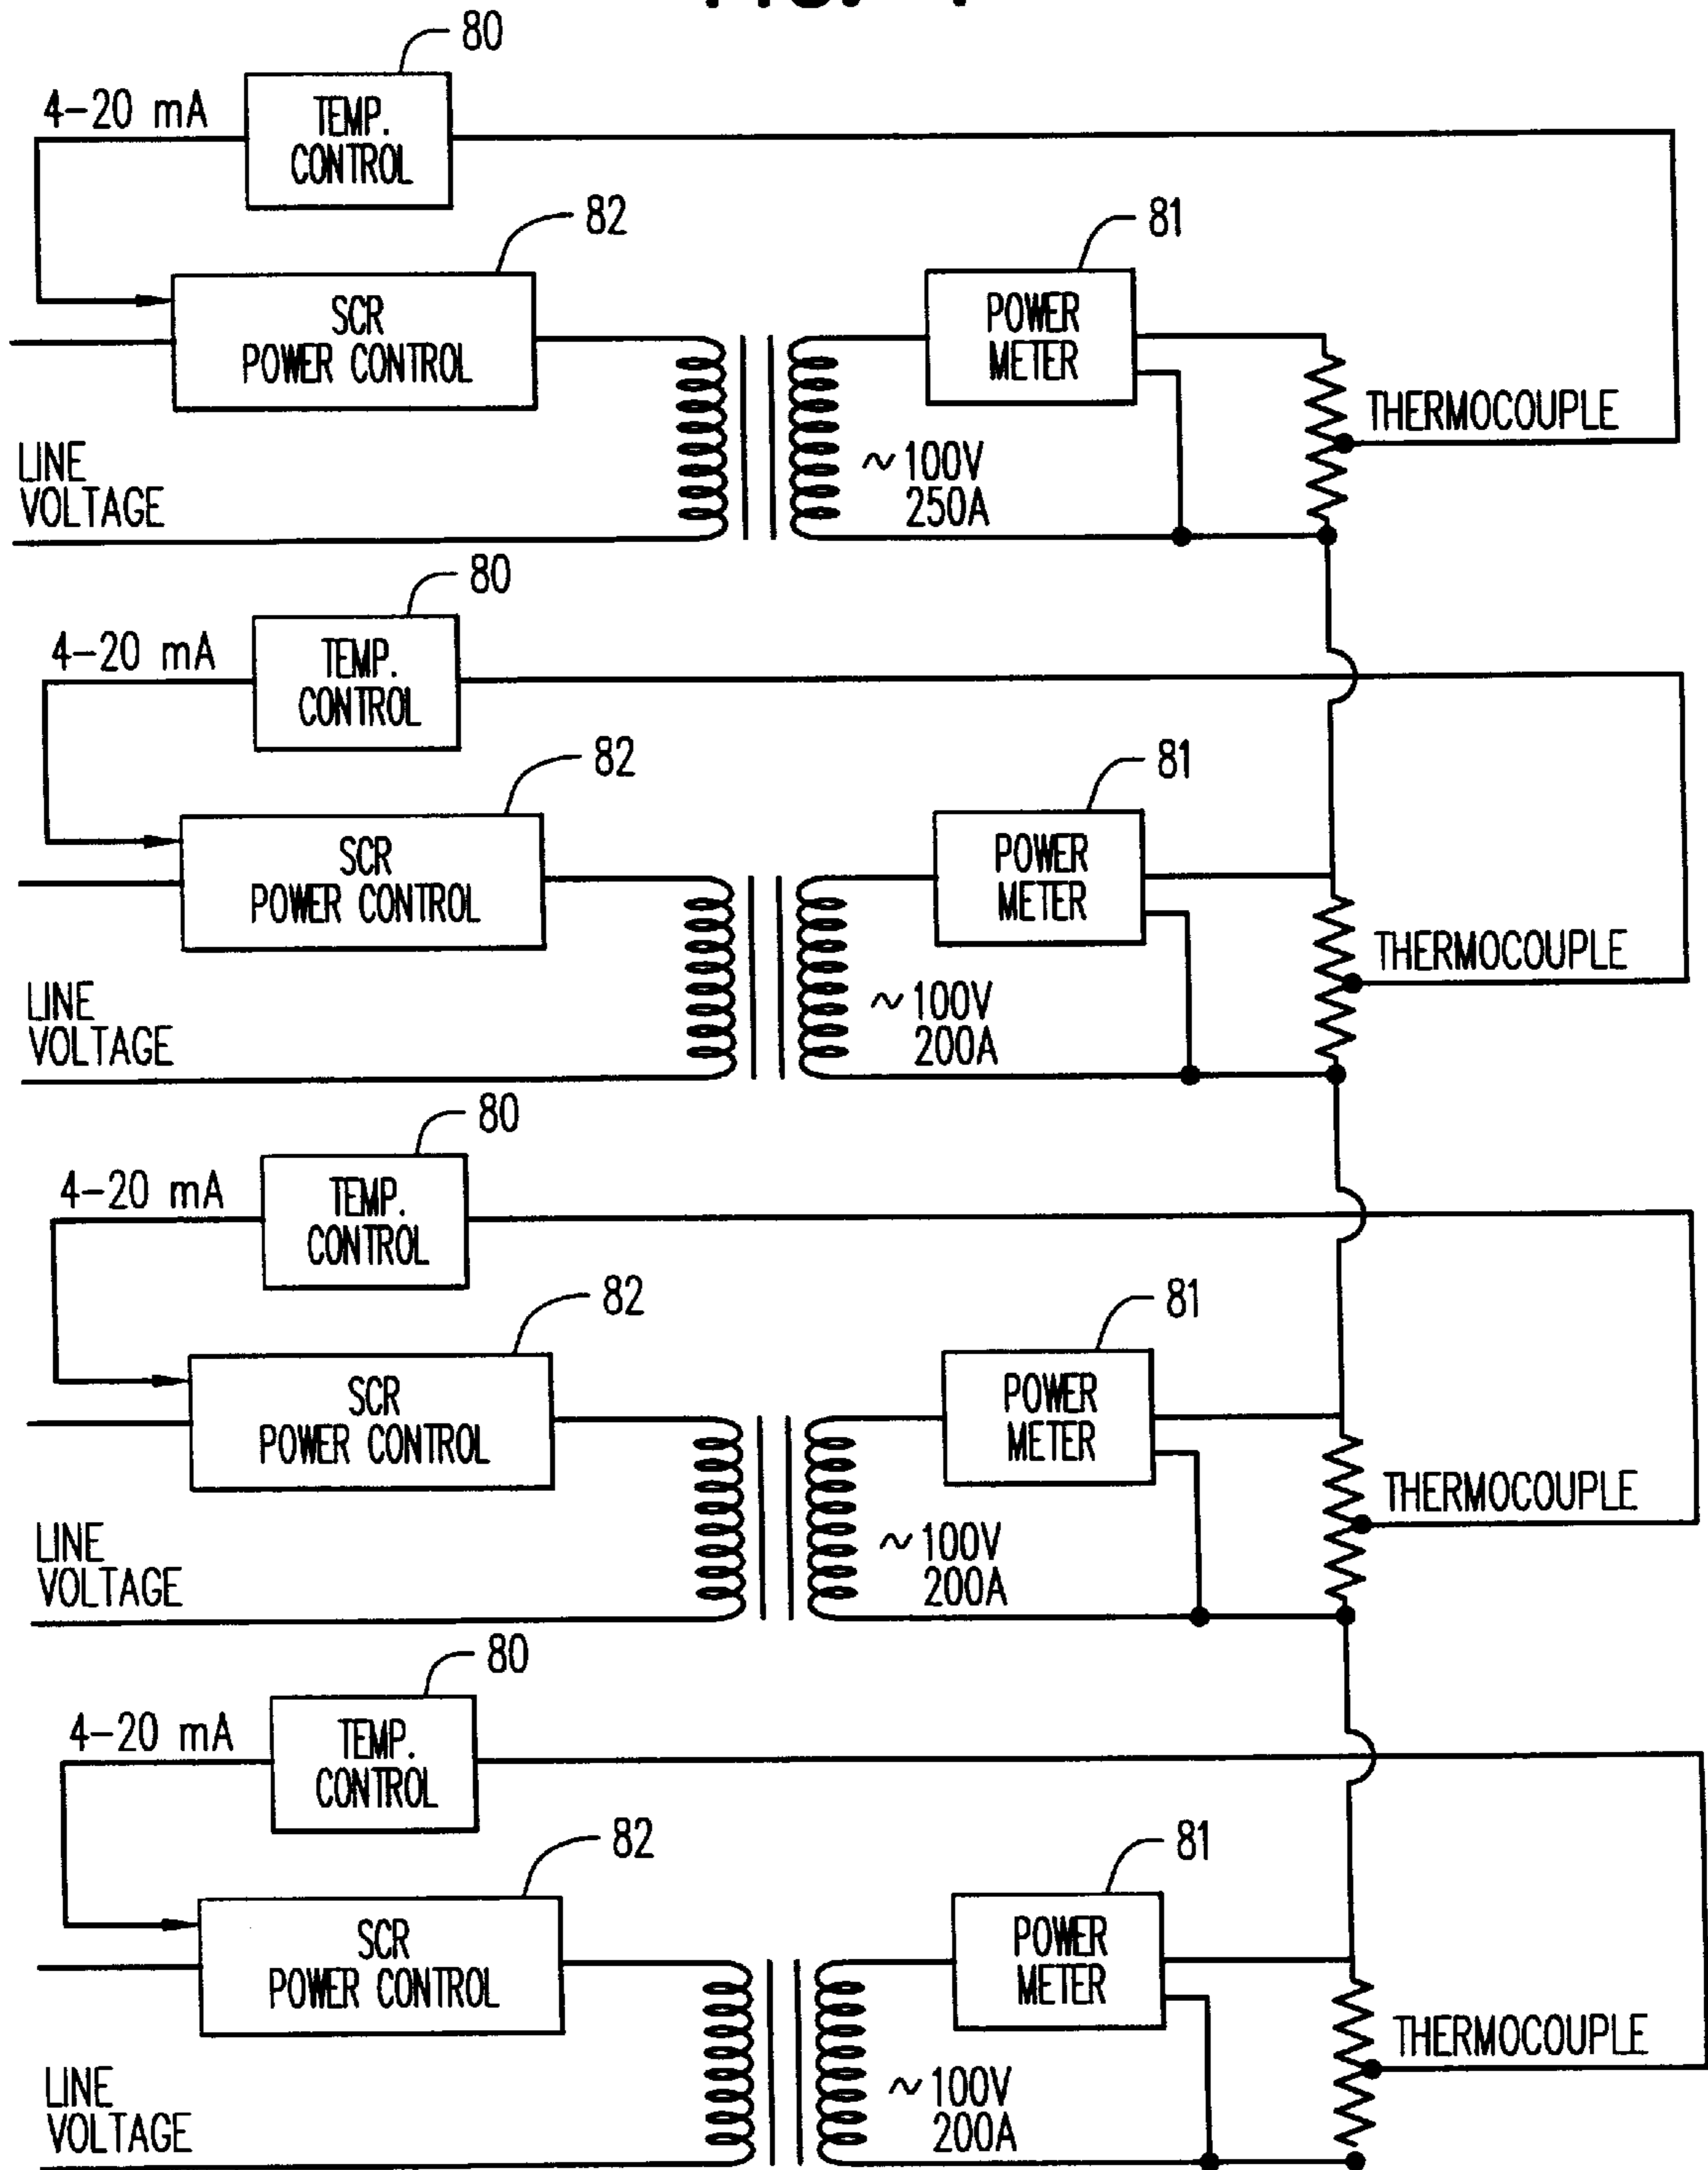 80
4-20 mA
TEMP.
CONTROL
82
81
SCR
POWER CONTROL
POWER
METER
THERMOCOUPLE
LINE
VOLTAGE
~100V
250A
80
4-20 mA
TEMP.
CONTROL
82
81
SCR
POWER CONTROL
POWER
METER
THERMOCOUPLE
LINE
VOLTAGE
~100V
200A
80
4-20 mA
TEMP.
CONTROL
82
81
SCR
POWER CONTROL
POWER
METER
THERMOCOUPLE
LINE
VOLTAGE
~100V
200A
80
4-20 mA
TEMP.
CONTROL
82
81
SCR
POWER CONTROL
POWER
METER
THERMOCOUPLE
LINE
VOLTAGE
~100V
200A